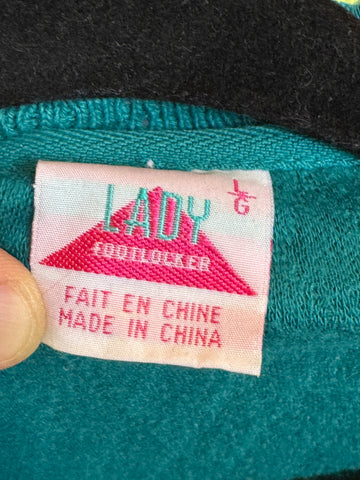 LADY
L/G
FOOTLOCKER
FAIT EN CHINE
MADE IN CHINA